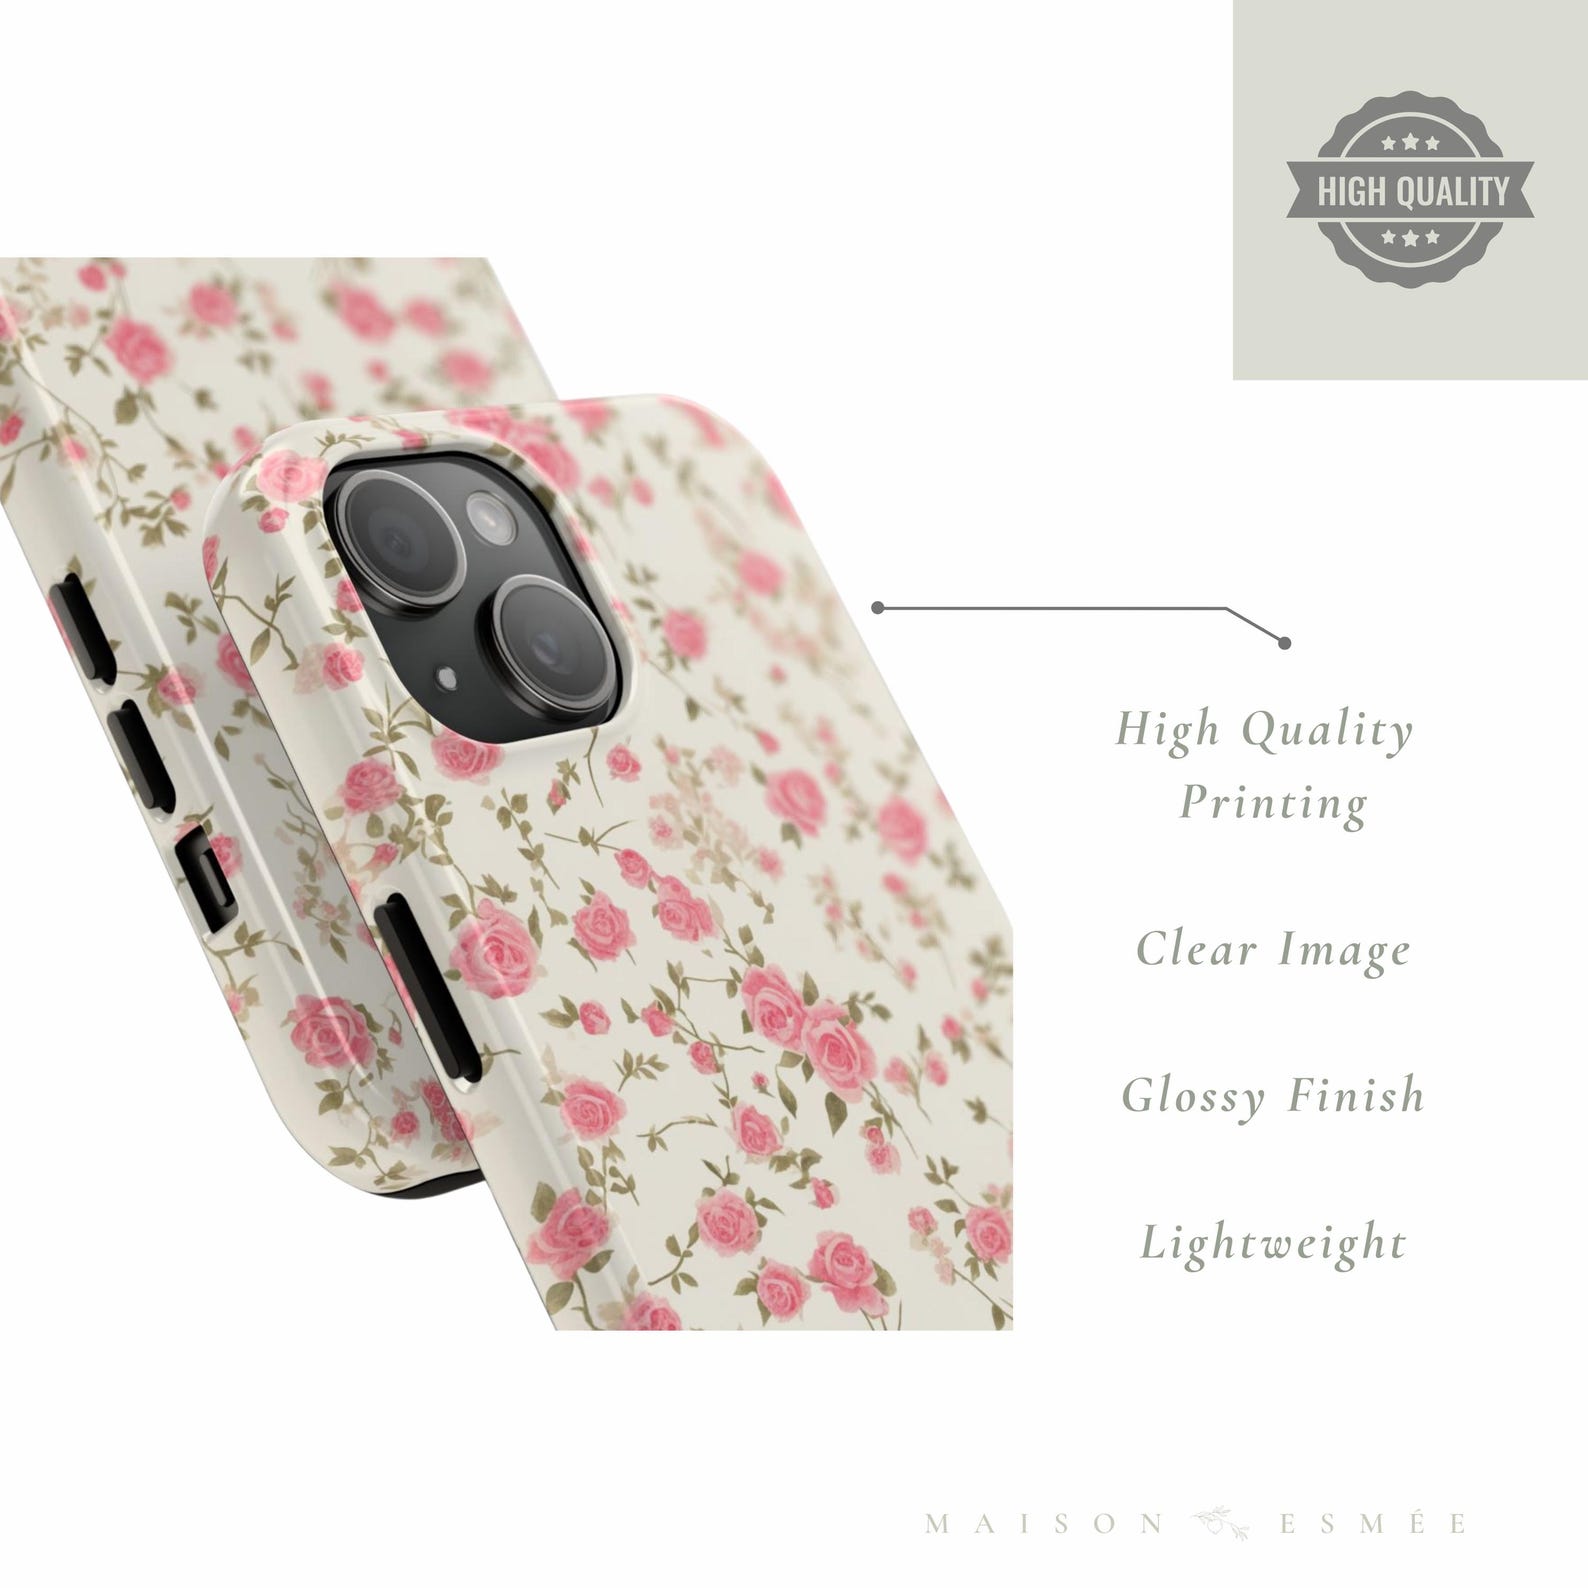 HIGH QUALITY
High Quality
Printing
Clear Image
Glossy Finish
Lightweight
MAISON ESMÉE